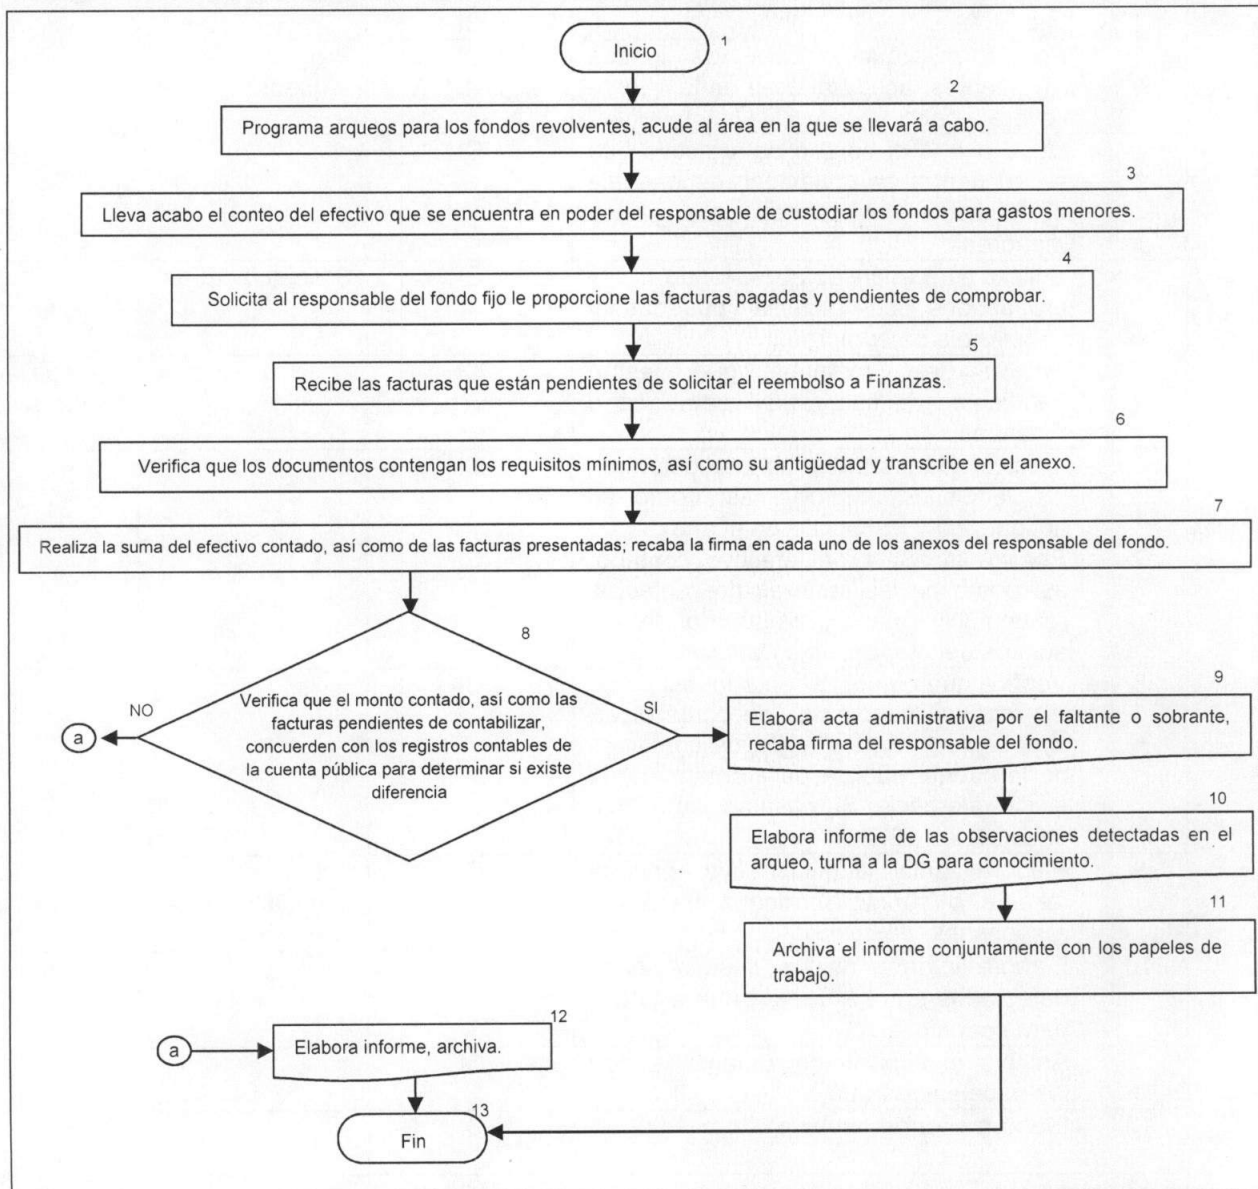 Inicio
1
2
Programa arqueos para los fondos revolventes, acude al área en la que se llevará a cabo.
3
Lleva acabo el conteo del efectivo que se encuentra en poder del responsable de custodiar los fondos para gastos menores.
4
Solicita al responsable del fondo fijo le proporcione las facturas pagadas y pendientes de comprobar.
5
Recibe las facturas que están pendientes de solicitar el reembolso a Finanzas.
6
Verifica que los documentos contengan los requisitos mínimos, así como su antigüedad y transcribe en el anexo.
7
Realiza la suma del efectivo contado, así como de las facturas presentadas; recaba la firma en cada uno de los anexos del responsable del fondo.
8
Verifica que el monto contado, así como las
facturas pendientes de contabilizar,
concuerden con los registros contables de
la cuenta pública para determinar si existe
diferencia
NO
a
SI
9
Elabora acta administrativa por el faltante o sobrante,
recaba firma del responsable del fondo.
10
Elabora informe de las observaciones detectadas en el
arqueo, turna a la DG para conocimiento.
11
Archiva el informe conjuntamente con los papeles de
trabajo.
12
a
Elabora informe, archiva.
13
Fin